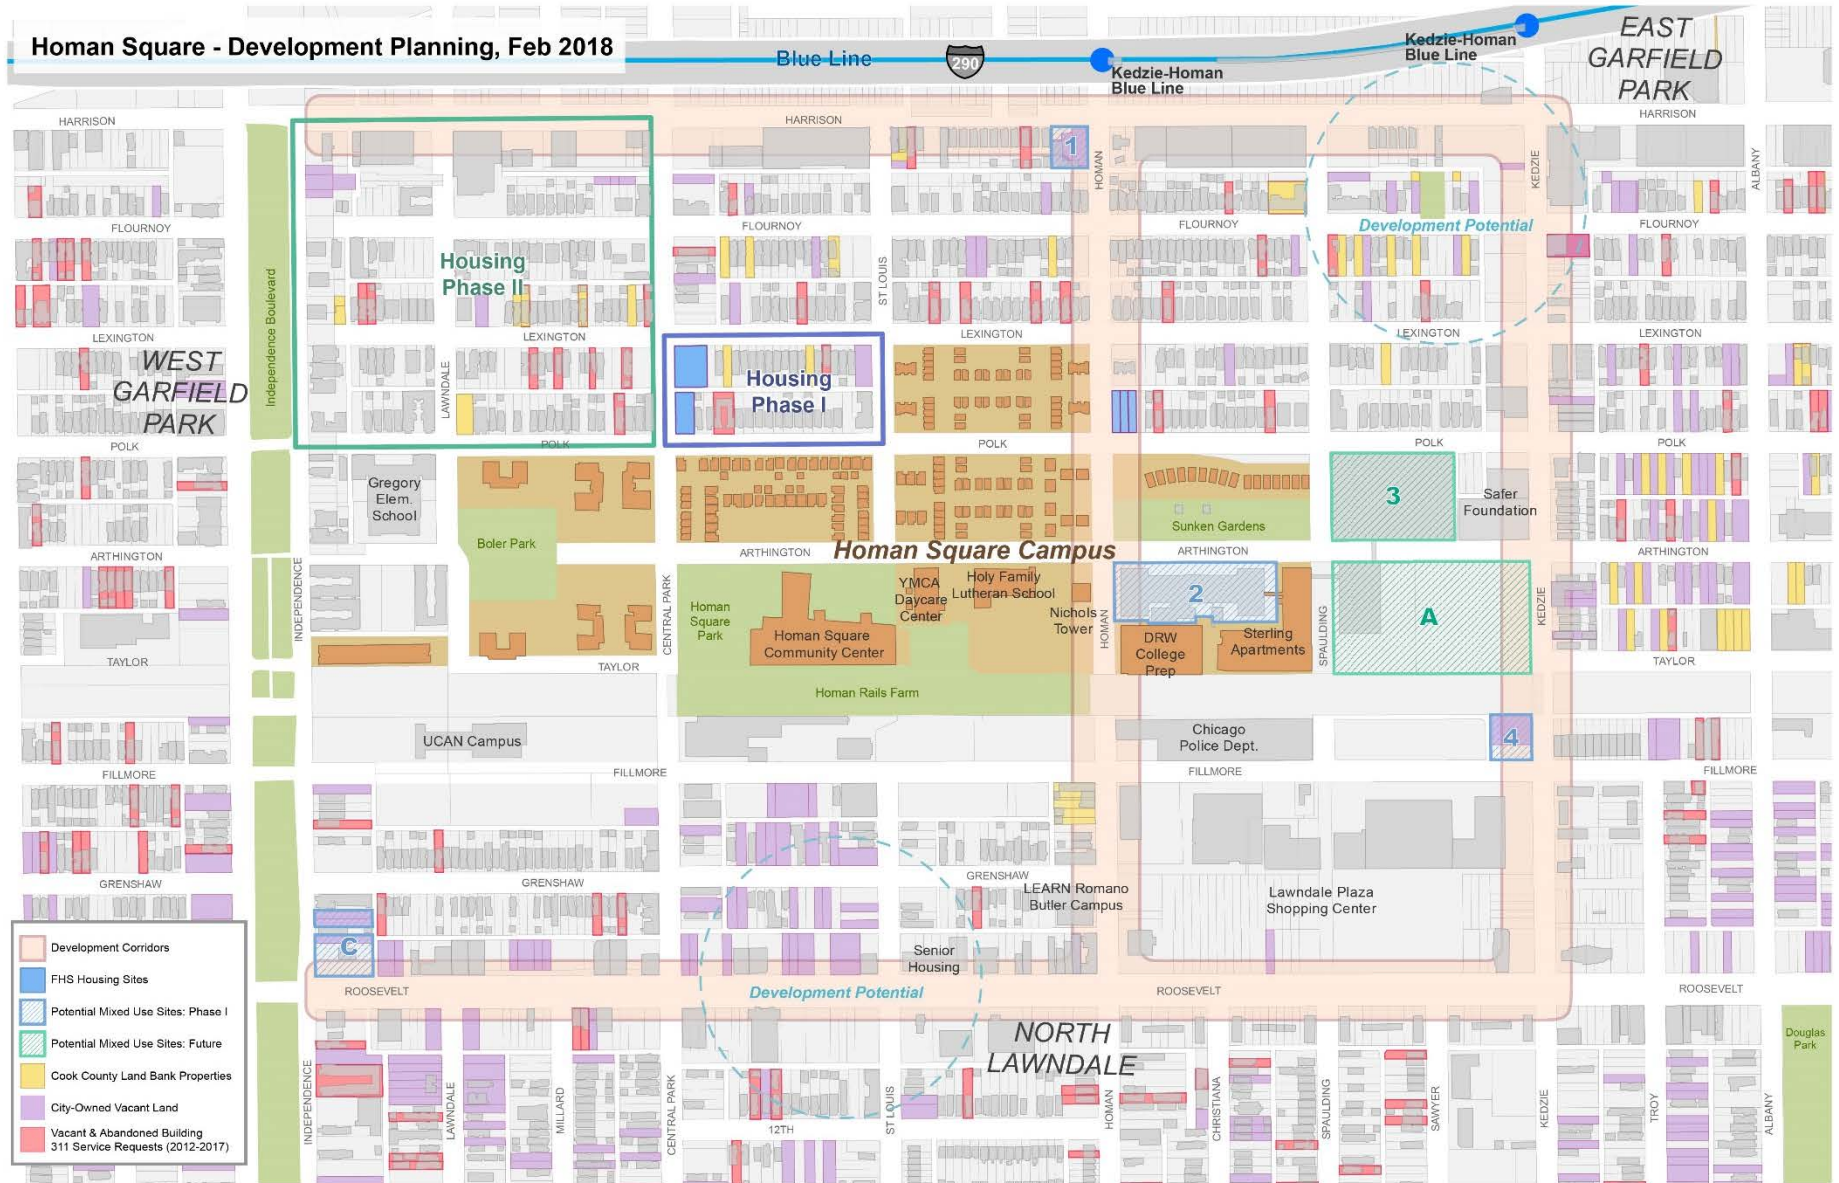 Homan Square - Development Planning, Feb 2018
Blue Line
290
Kedzie-Homan
Blue Line
Kedzie-Homan
Blue Line
EAST
GARFIELD
PARK
HARRISON
HARRISON
HARRISON
1
HOMAN
KEDZIE
ALBANY
FLOURNOY
FLOURNOY
FLOURNOY
FLOURNOY
Development Potential
Independence Boulevard
Housing
Phase II
ST LOUIS
LEXINGTON
LEXINGTON
LEXINGTON
LEXINGTON
LEXINGTON
WEST
GARFIELD
PARK
LAWNDALE
Housing
Phase I
POLK
POLK
POLK
POLK
POLK
Gregory
Elem.
School
3
Safer
Foundation
Sunken Gardens
Boler Park
ARTHINGTON
ARTHINGTON
Homan Square Campus
ARTHINGTON
ARTHINGTON
INDEPENDENCE
CENTRAL PARK
Homan
Square
Park
YMCA
Daycare
Center
Holy Family
Lutheran School
Nichols
Tower
HOMAN
2
SPAULDING
A
KEDZIE
Homan Square
Community Center
DRW
College
Prep
Sterling
Apartments
TAYLOR
TAYLOR
TAYLOR
Homan Rails Farm
UCAN Campus
Chicago
Police Dept.
4
FILLMORE
FILLMORE
FILLMORE
FILLMORE
GRENSHAW
GRENSHAW
GRENSHAW
LEARN Romano
Butler Campus
Lawndale Plaza
Shopping Center
C
Senior
Housing
ROOSEVELT
Development Potential
ROOSEVELT
ROOSEVELT
NORTH
LAWNDALE
Douglas
Park
INDEPENDENCE
LAWNDALE
MILLARD
CENTRAL PARK
12TH
ST LOUIS
HOMAN
CHRISTIANA
SPAULDING
SAWYER
KEDZIE
TROY
ALBANY
Development Corridors
FHS Housing Sites
Potential Mixed Use Sites: Phase I
Potential Mixed Use Sites: Future
Cook County Land Bank Properties
City-Owned Vacant Land
Vacant & Abandoned Building
311 Service Requests (2012-2017)